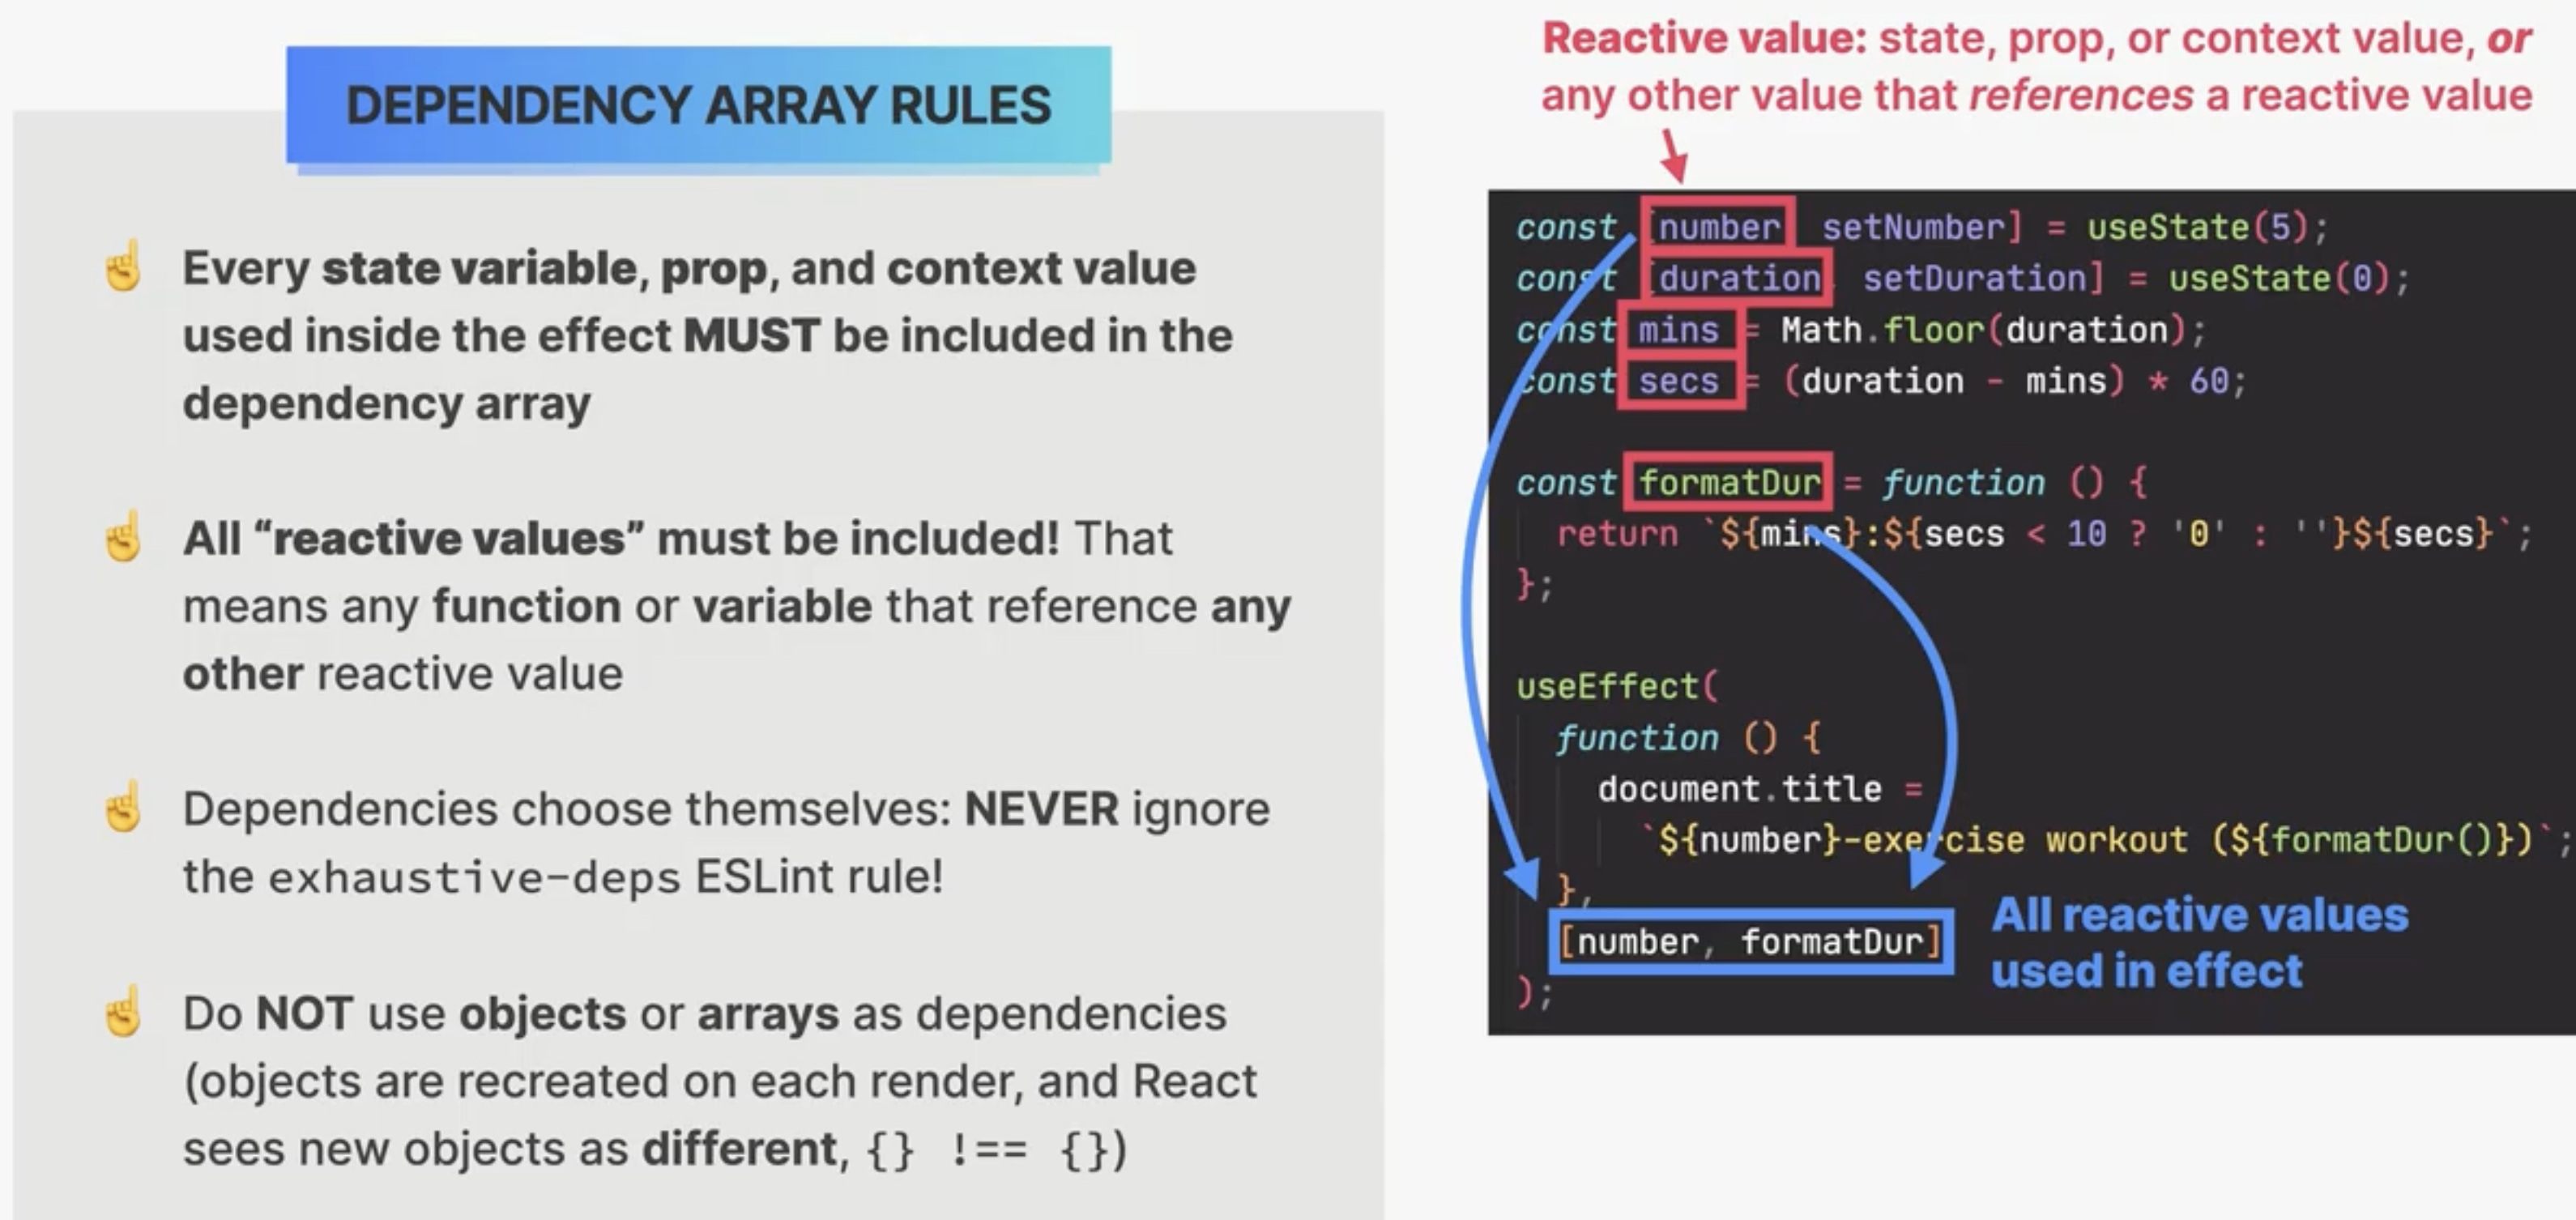 DEPENDENCY ARRAY RULES
☝️ Every state variable, prop, and context value
used inside the effect MUST be included in the
dependency array
☝️ All “reactive values” must be included! That
means any function or variable that reference any
other reactive value
☝️ Dependencies choose themselves: NEVER ignore
the exhaustive-deps ESLint rule!
☝️ Do NOT use objects or arrays as dependencies
(objects are recreated on each render, and React
sees new objects as different, {} !== {})
Reactive value: state, prop, or context value, or
any other value that references a reactive value
const [number setNumber] = useState(5);
const [duration setDuration] = useState(0);
const mins = Math.floor(duration);
const secs = (duration - mins) * 60;
const formatDur = function () {
return `${mins}:${secs < 10 ? '0' : ''}${secs}`;
};
useEffect(
function () {
document.title =
`${number}-exercise workout (${formatDur()})`;
},
[number, formatDur]
);
All reactive values
used in effect